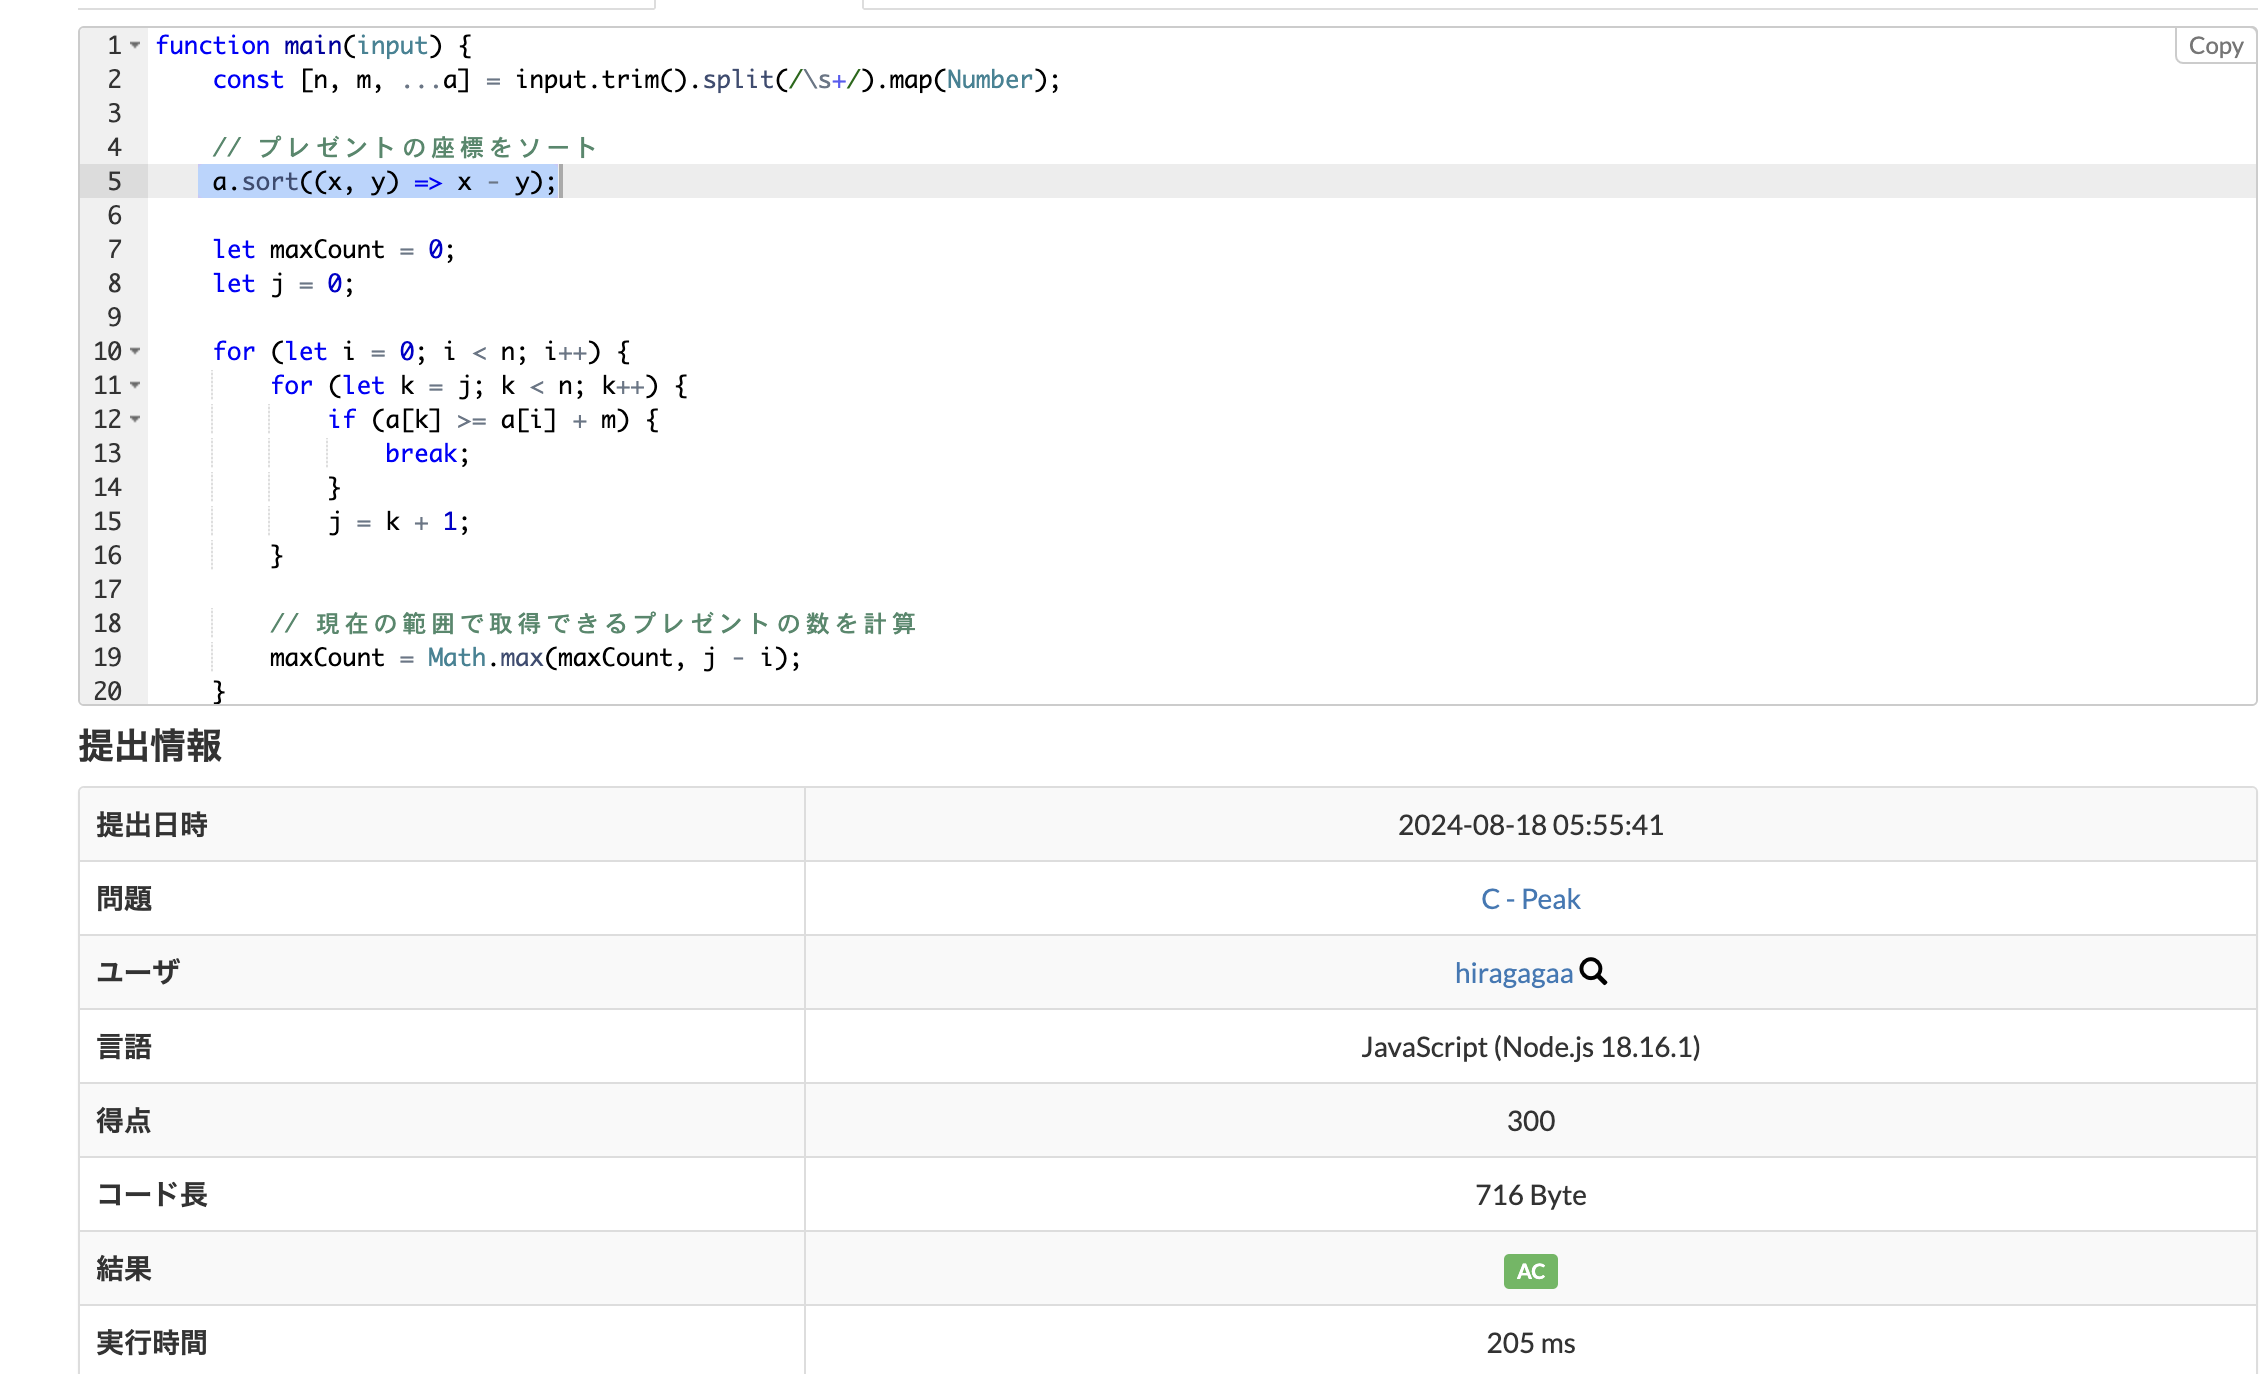 Copy
1 function main(input) {
2 const [n, m, ...a] = input.trim().split(/\s+/).map(Number);
3
4 // プレゼントの座標をソート
5 a.sort((x, y) => x - y);
6
7 let maxCount = 0;
8 let j = 0;
9
10 for (let i = 0; i < n; i++) {
11 for (let k = j; k < n; k++) {
12 if (a[k] >= a[i] + m) {
13 break;
14 }
15 j = k + 1;
16 }
17
18 // 現在の範囲で取得できるプレゼントの数を計算
19 maxCount = Math.max(maxCount, j - i);
20 }
提出情報
提出日時 2024-08-18 05:55:41
問題 C - Peak
ユーザ hiragagaa
言語 JavaScript (Node.js 18.16.1)
得点 300
コード長 716 Byte
結果 AC
実行時間 205 ms